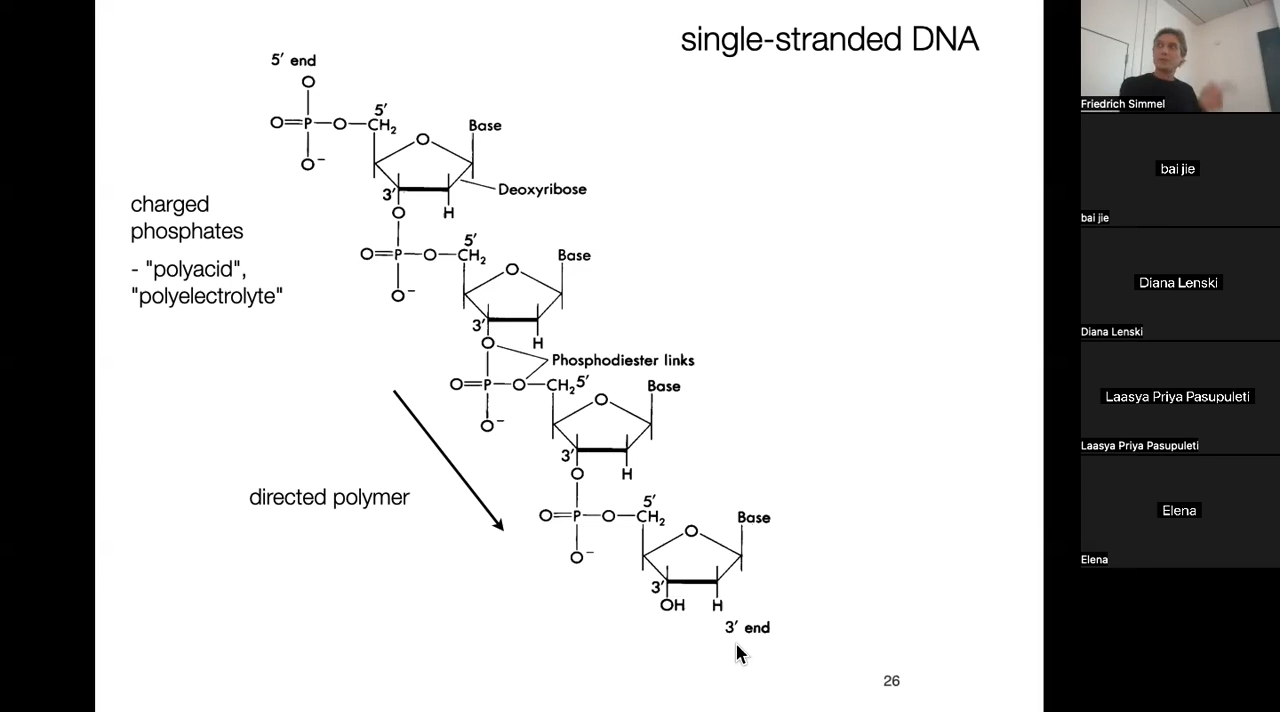 single-stranded DNA
5′ end
O
O=P—O—CH₂
5′
Base
O
O⁻
3′
Deoxyribose
O
H
charged
phosphates
- "polyacid",
"polyelectrolyte"
O=P—O—CH₂
5′
Base
O
O⁻
3′
O
H
Phosphodiester links
O=P—O—CH₂
5′
Base
O
O⁻
3′
O
H
directed polymer
O=P—O—CH₂
5′
Base
O
O⁻
3′
OH
H
3′ end
26
Friedrich Simmel
bai jie
bai jie
Diana Lenski
Diana Lenski
Laasya Priya Pasupuleti
Laasya Priya Pasupuleti
Elena
Elena